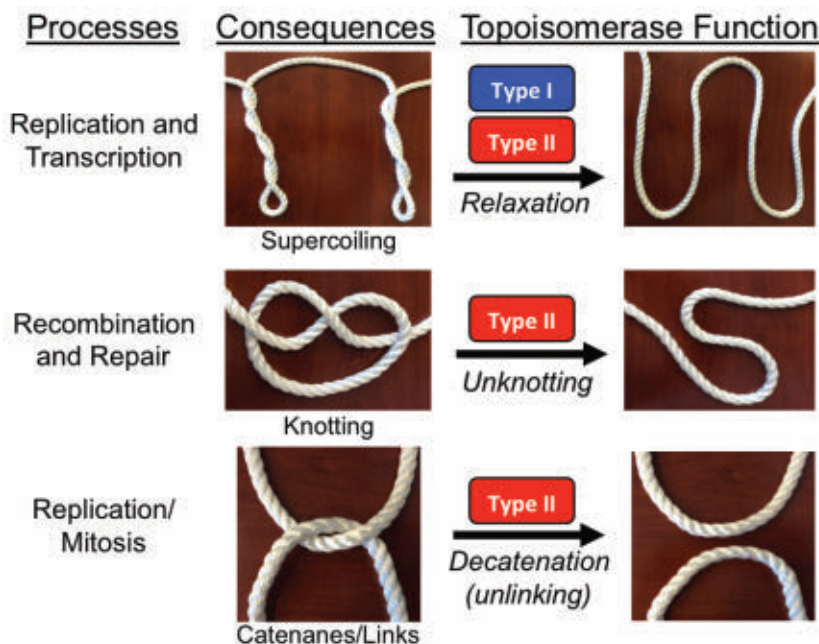 Processes
Consequences
Topoisomerase Function
Replication and
Transcription
Supercoiling
Type I
Type II
Relaxation
Recombination
and Repair
Knotting
Type II
Unknotting
Replication/
Mitosis
Catenanes/Links
Type II
Decatenation
(unlinking)